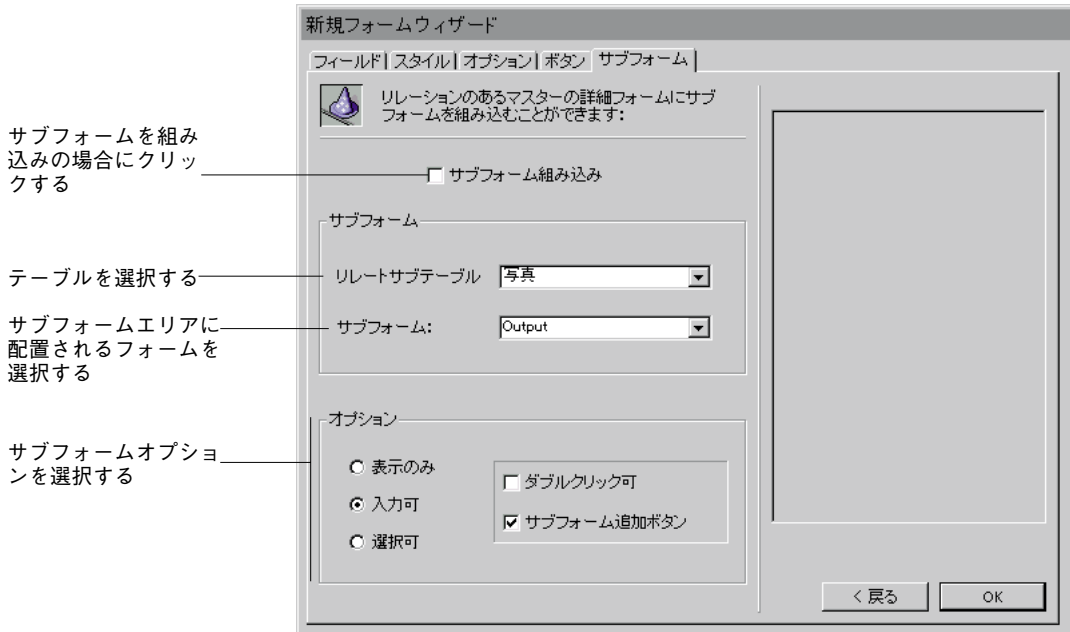 新規フォームウィザード
フィールド
スタイル
オプション
ボタン
サブフォーム
リレーションのあるマスターの詳細フォームにサブ
フォームを組み込むことができます:
サブフォームを組み
込みの場合にクリッ
クする
サブフォーム組み込み
サブフォーム
テーブルを選択する
リレートサブテーブル
写真
サブフォームエリアに
配置されるフォームを
選択する
サブフォーム:
Output
オプション
サブフォームオプショ
ンを選択する
表示のみ
入力可
選択可
ダブルクリック可
サブフォーム追加ボタン
< 戻る
OK